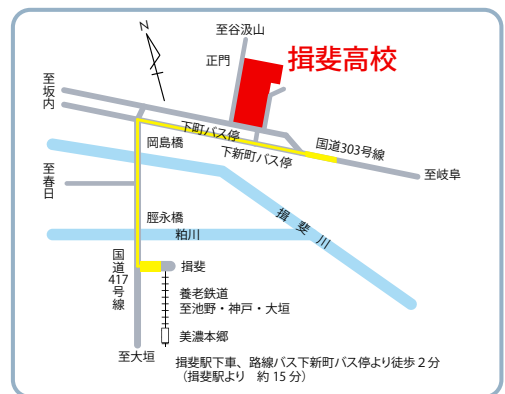 N
至谷汲山
正門
揖斐高校
至坂内
下町バス停
岡島橋
下新町バス停
国道303号線
至岐阜
至春日
脛永橋
揖斐川
粕川
国道417号線
揖斐
養老鉄道
至池野・神戸・大垣
美濃本郷
至大垣
揖斐駅下車、路線バス下新町バス停より徒歩２分
（揖斐駅より　約15分）